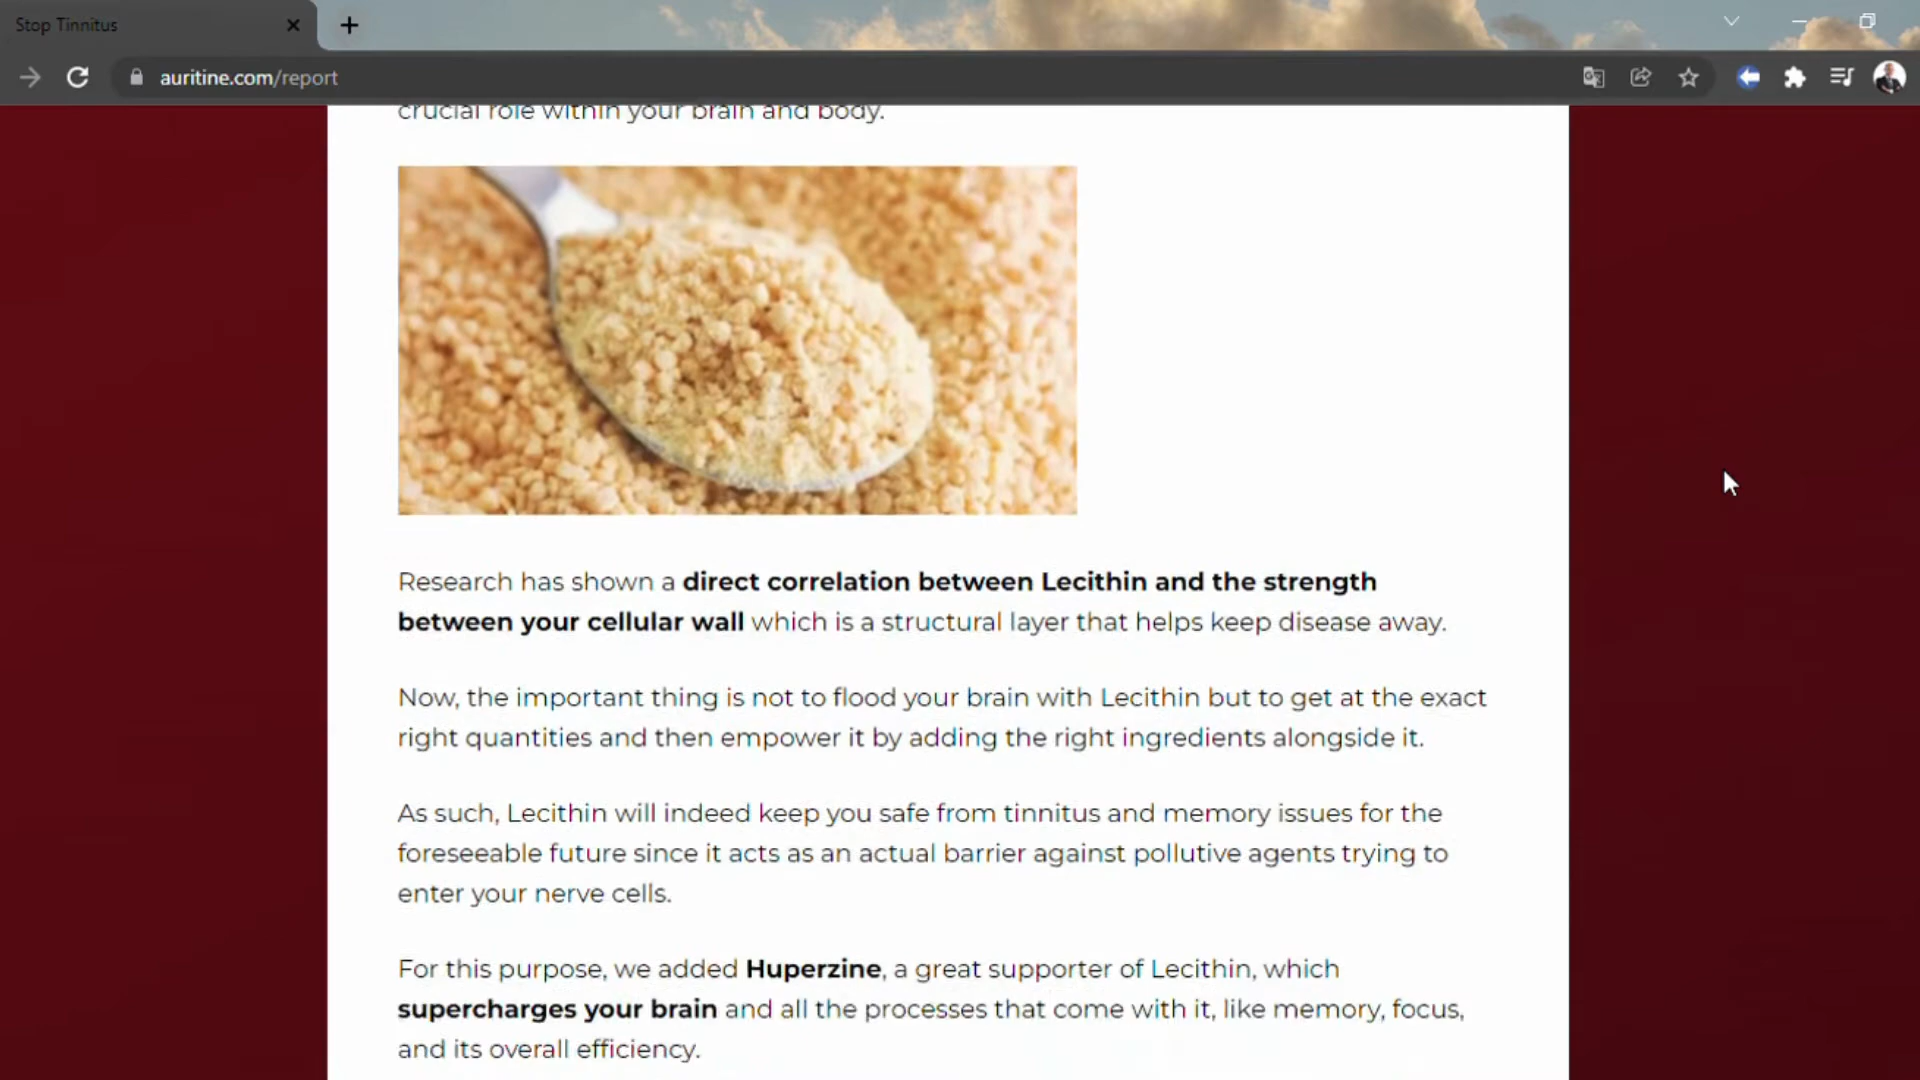 Stop Tinnitus
auritine.com/report
crucial role within your brain and body.
Research has shown a direct correlation between Lecithin and the strength
between your cellular wall which is a structural layer that helps keep disease away.
Now, the important thing is not to flood your brain with Lecithin but to get at the exact
right quantities and then empower it by adding the right ingredients alongside it.
As such, Lecithin will indeed keep you safe from tinnitus and memory issues for the
foreseeable future since it acts as an actual barrier against pollutive agents trying to
enter your nerve cells.
For this purpose, we added Huperzine, a great supporter of Lecithin, which
supercharges your brain and all the processes that come with it, like memory, focus,
and its overall efficiency.